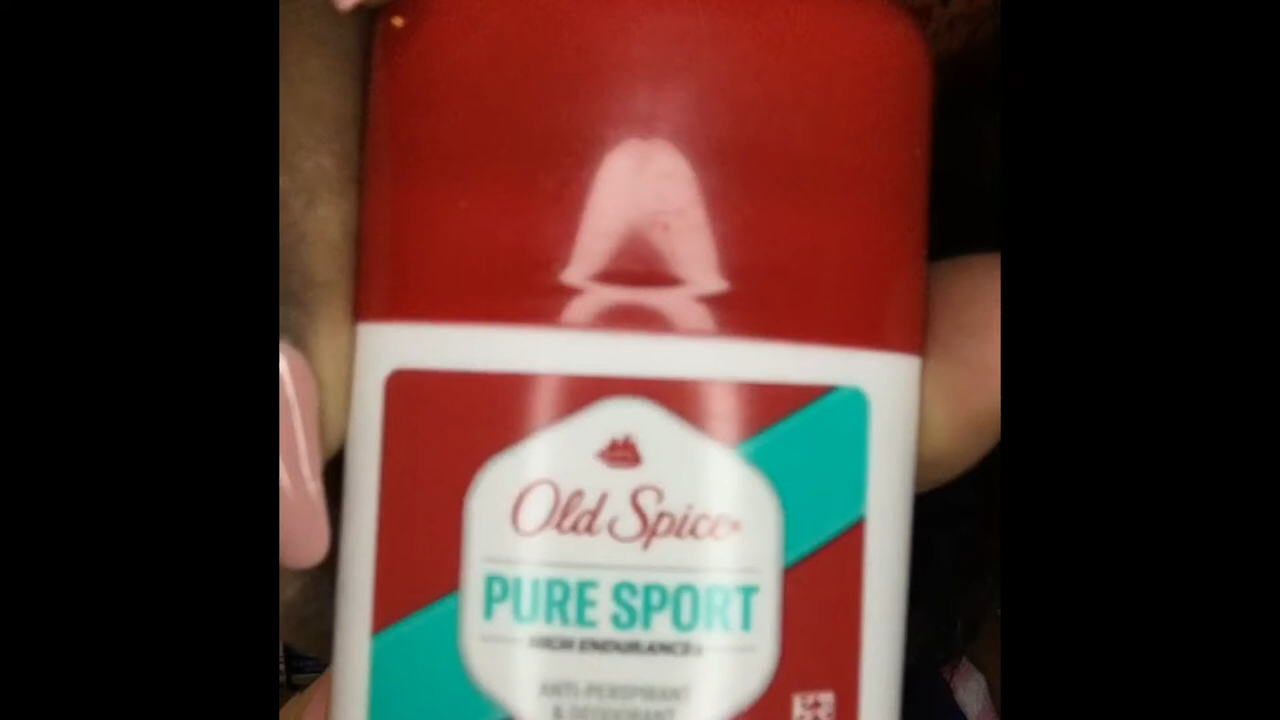 Old Spice
PURE SPORT
HIGH ENDURANCE
ANTI-PERSPIRANT
& DEODORANT